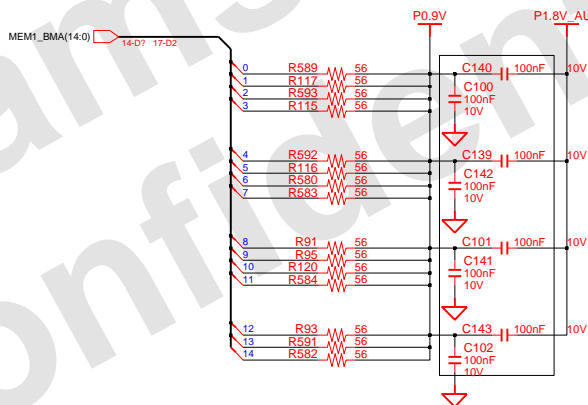 P0.9V P1.8V_AU
MEM1_BMA(14:0) 14-D? 17-D2
0 R589 56 C140 100nF 10V
1 R117 56 C100
2 R593 56 100nF
3 R115 56 10V
4 R592 56 C139 100nF 10V
5 R116 56 C142
6 R580 56 100nF
7 R583 56 10V
8 R91 56 C101 100nF 10V
9 R95 56 C141
10 R120 56 100nF
11 R584 56 10V
12 R93 56 C143 100nF 10V
13 R591 56 C102
14 R582 56 100nF
10V
ams
onfiden